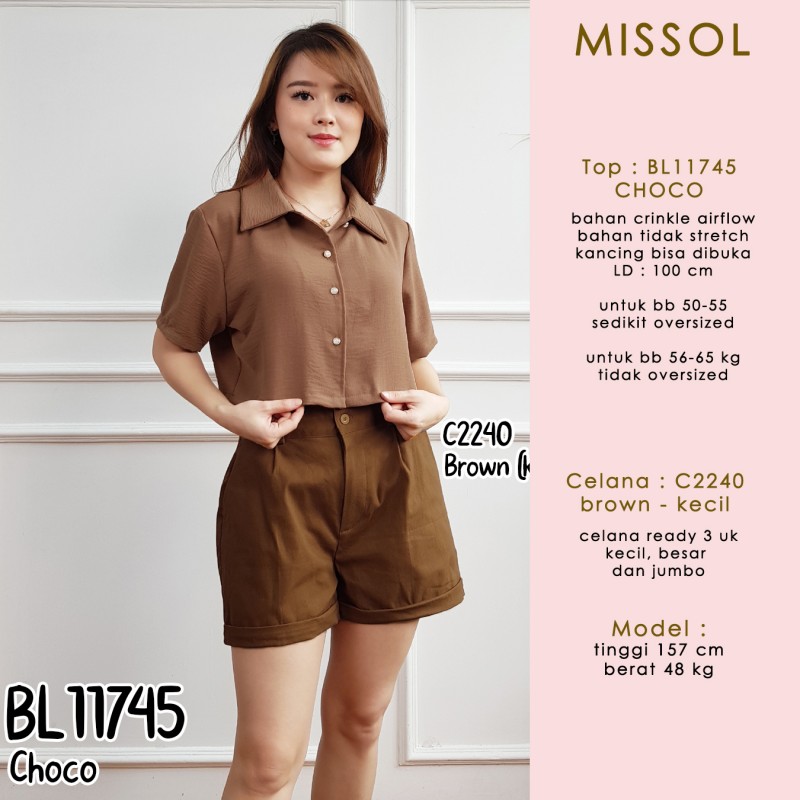 MISSOL
Top : BL11745
CHOCO
bahan crinkle airflow
bahan tidak stretch
kancing bisa dibuka
LD : 100 cm
untuk bb 50-55
sedikit oversized
untuk bb 56-65 kg
tidak oversized
C2240
Brown (k
Celana : C2240
brown - kecil
celana ready 3 uk
kecil, besar
dan jumbo
Model :
tinggi 157 cm
berat 48 kg
BL11745
Choco